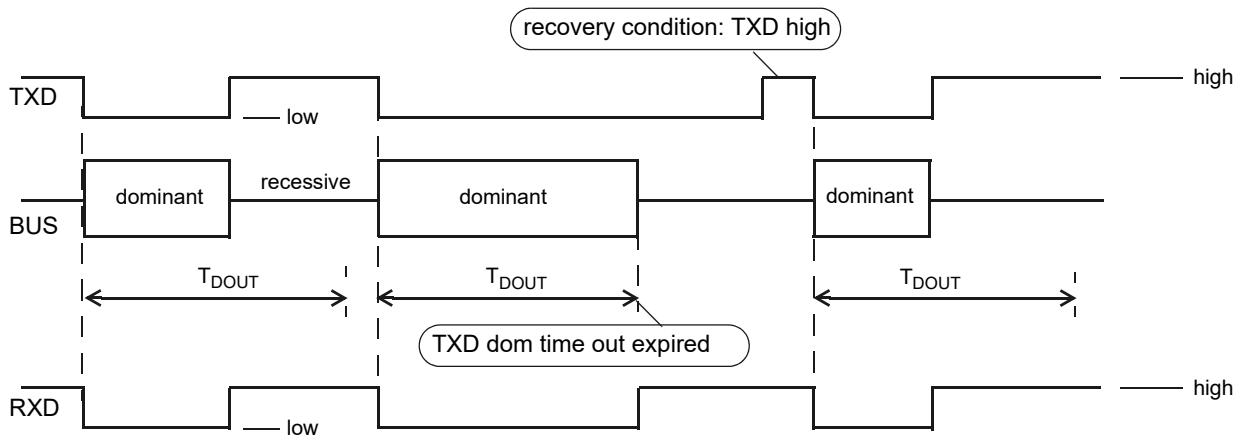 recovery condition: TXD high
TXD
high
low
dominant
recessive
dominant
dominant
BUS
TDOUT
TDOUT
TDOUT
TXD dom time out expired
RXD
high
low